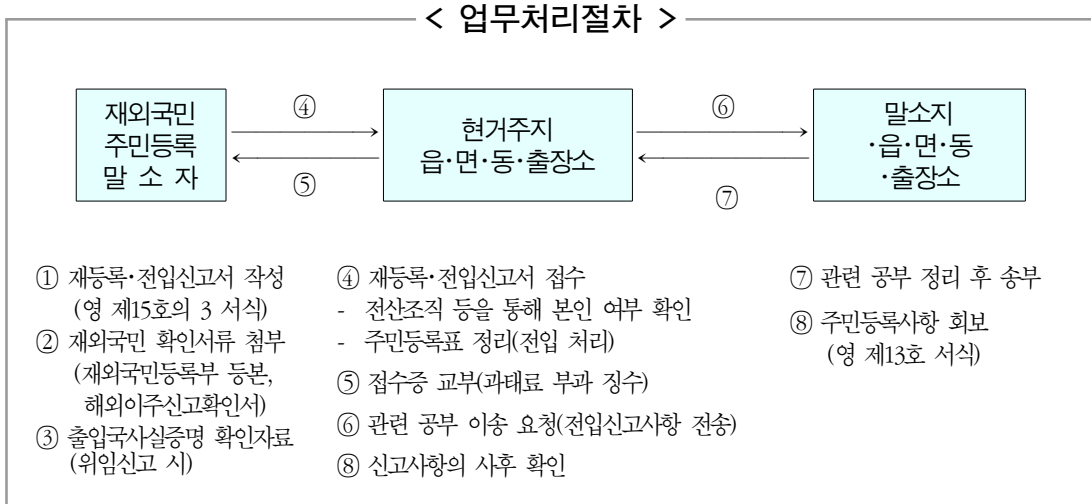 < 업무처리절차 >
재외국민
주민등록
말 소 자
④
⑤
현거주지
읍·면·동·출장소
⑥
⑦
말소지
·읍·면·동
·출장소
① 재등록·전입신고서 작성
(영 제15호의 3 서식)
② 재외국민 확인서류 첨부
(재외국민등록부 등본,
해외이주신고확인서)
③ 출입국사실증명 확인자료
(위임신고 시)
④ 재등록·전입신고서 접수
- 전산조직 등을 통해 본인 여부 확인
- 주민등록표 정리(전입 처리)
⑤ 접수증 교부(과태료 부과 징수)
⑥ 관련 공부 이송 요청(전입신고사항 전송)
⑧ 신고사항의 사후 확인
⑦ 관련 공부 정리 후 송부
⑧ 주민등록사항 회보
(영 제13호 서식)